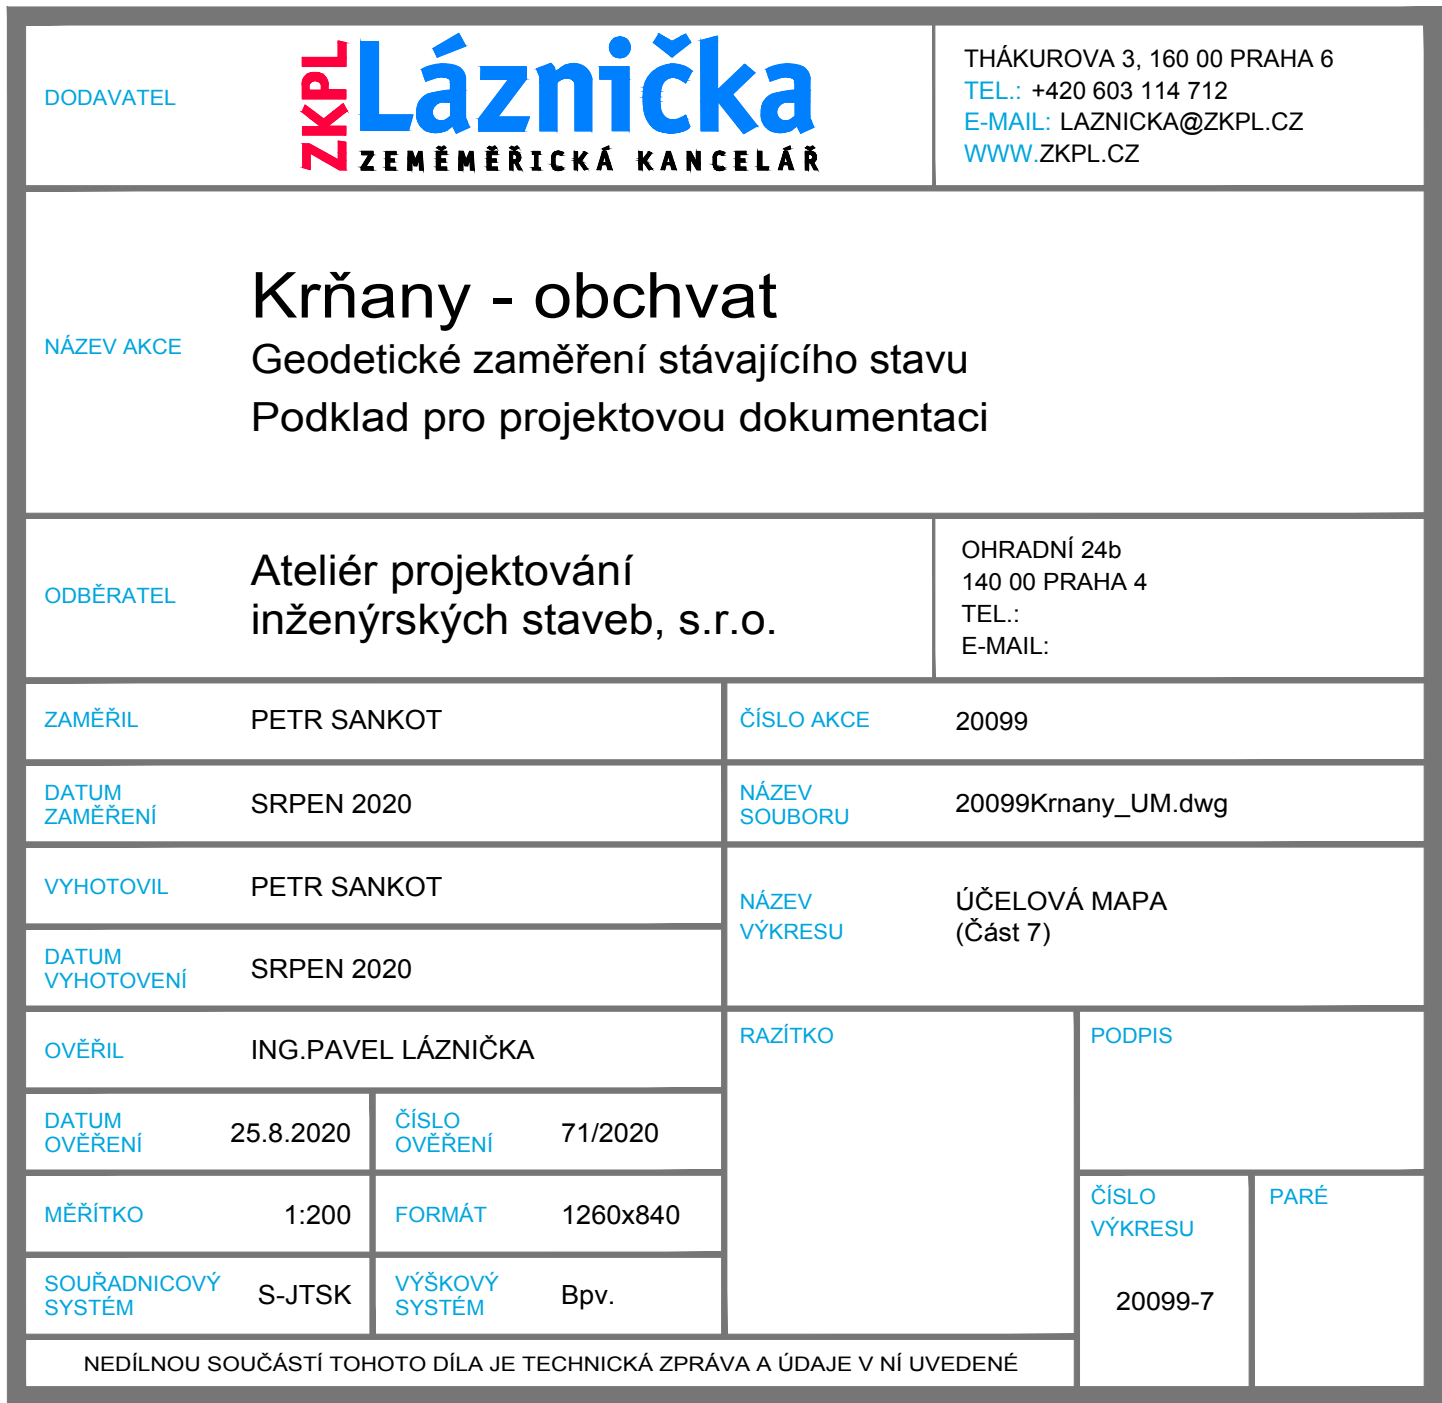 DODAVATEL
ZKPL
Láznička
ZEMĚMĚŘICKÁ KANCELÁŘ
THÁKUROVA 3, 160 00 PRAHA 6
TEL.: +420 603 114 712
E-MAIL: LAZNICKA@ZKPL.CZ
WWW.ZKPL.CZ
NÁZEV AKCE
Krňany - obchvat
Geodetické zaměření stávajícího stavu
Podklad pro projektovou dokumentaci
ODBĚRATEL
Ateliér projektování
inženýrských staveb, s.r.o.
OHRADNÍ 24b
140 00 PRAHA 4
TEL.:
E-MAIL:
ZAMĚŘIL
PETR SANKOT
ČÍSLO AKCE
20099
DATUM
ZAMĚŘENÍ
SRPEN 2020
NÁZEV
SOUBORU
20099Krnany_UM.dwg
VYHOTOVIL
PETR SANKOT
NÁZEV
VÝKRESU
ÚČELOVÁ MAPA
(Část 7)
DATUM
VYHOTOVENÍ
SRPEN 2020
OVĚŘIL
ING.PAVEL LÁZNIČKA
RAZÍTKO
PODPIS
DATUM
OVĚŘENÍ
25.8.2020
ČÍSLO
OVĚŘENÍ
71/2020
MĚŘÍTKO
1:200
FORMÁT
1260x840
ČÍSLO
VÝKRESU
20099-7
PARÉ
SOUŘADNICOVÝ
SYSTÉM
S-JTSK
VÝŠKOVÝ
SYSTÉM
Bpv.
NEDÍLNOU SOUČÁSTÍ TOHOTO DÍLA JE TECHNICKÁ ZPRÁVA A ÚDAJE V NÍ UVEDENÉ